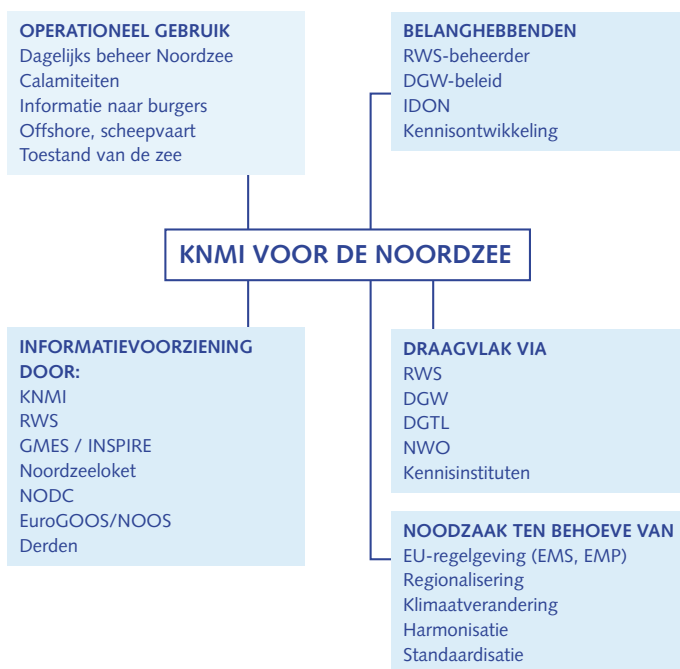 OPERATIONEEL GEBRUIK
Dagelijks beheer Noordzee
Calamiteiten
Informatie naar burgers
Offshore, scheepvaart
Toestand van de zee
BELANGHEBBENDEN
RWS-beheerder
DGW-beleid
IDON
Kennisontwikkeling
KNMI VOOR DE NOORDZEE
INFORMATIEVOORZIENING
DOOR:
KNMI
RWS
GMES / INSPIRE
Noordzeeloket
NODC
EuroGOOS/NOOS
Derden
DRAAGVLAK VIA
RWS
DGW
DGTL
NWO
Kennisinstituten
NOODZAAK TEN BEHOEVE VAN
EU-regelgeving (EMS, EMP)
Regionalisering
Klimaatverandering
Harmonisatie
Standaardisatie